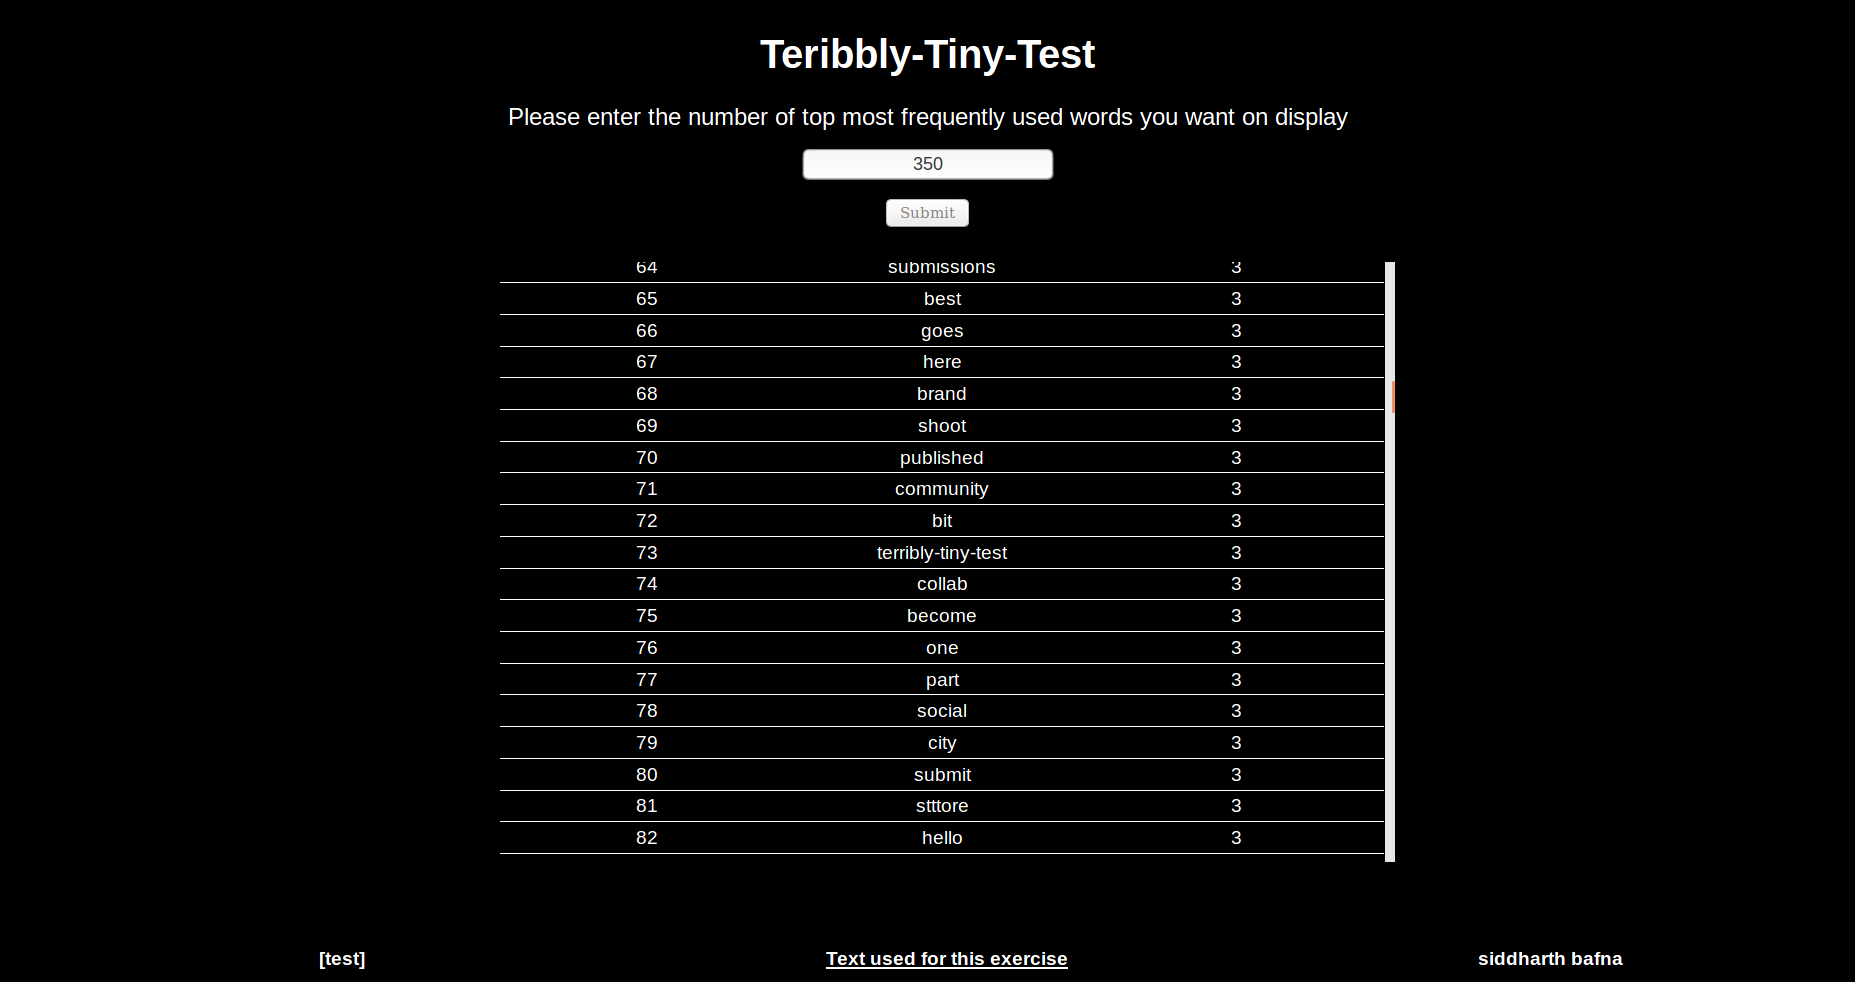 Teribbly-Tiny-Test
Please enter the number of top most frequently used words you want on display
350
Submit
64 submissions 3
65 best 3
66 goes 3
67 here 3
68 brand 3
69 shoot 3
70 published 3
71 community 3
72 bit 3
73 terribly-tiny-test 3
74 collab 3
75 become 3
76 one 3
77 part 3
78 social 3
79 city 3
80 submit 3
81 stttore 3
82 hello 3
[test] Text used for this exercise siddharth bafna